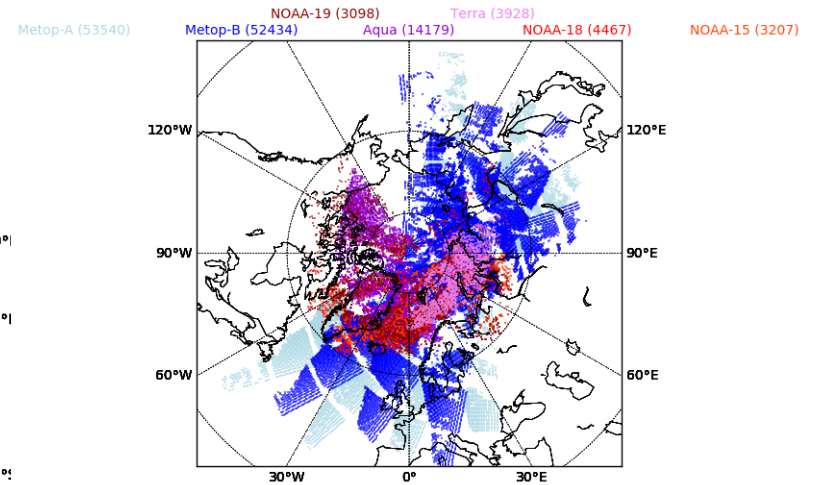 NOAA-19 (3098) Terra (3928)
Metop-A (53540) Metop-B (52434) Aqua (14179) NOAA-18 (4467) NOAA-15 (3207)
120°W 120°E
90°W 90°E
60°W 60°E
30°W 0° 30°E